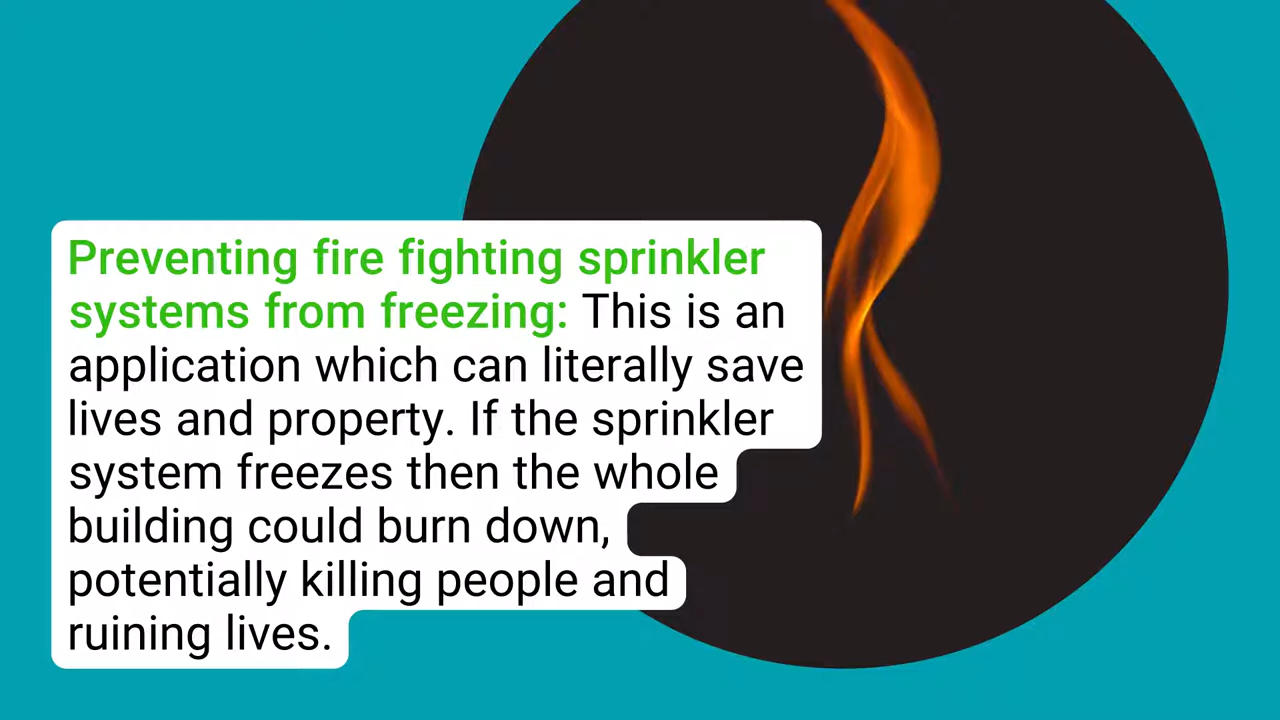 Preventing fire fighting sprinkler
systems from freezing: This is an
application which can literally save
lives and property. If the sprinkler
system freezes then the whole
building could burn down,
potentially killing people and
ruining lives.